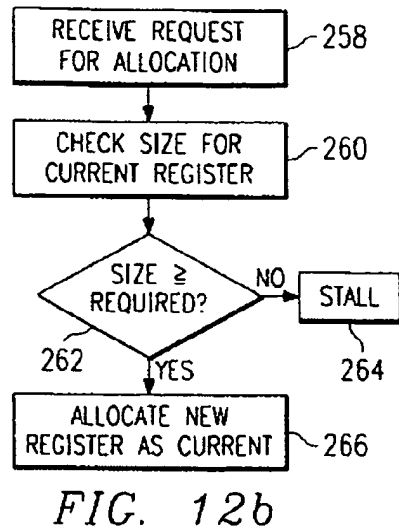 RECEIVE REQUEST
FOR ALLOCATION
258
CHECK SIZE FOR
CURRENT REGISTER
260
SIZE ≧
REQUIRED?
NO
STALL
262
264
YES
ALLOCATE NEW
REGISTER AS CURRENT
266
FIG. 12b